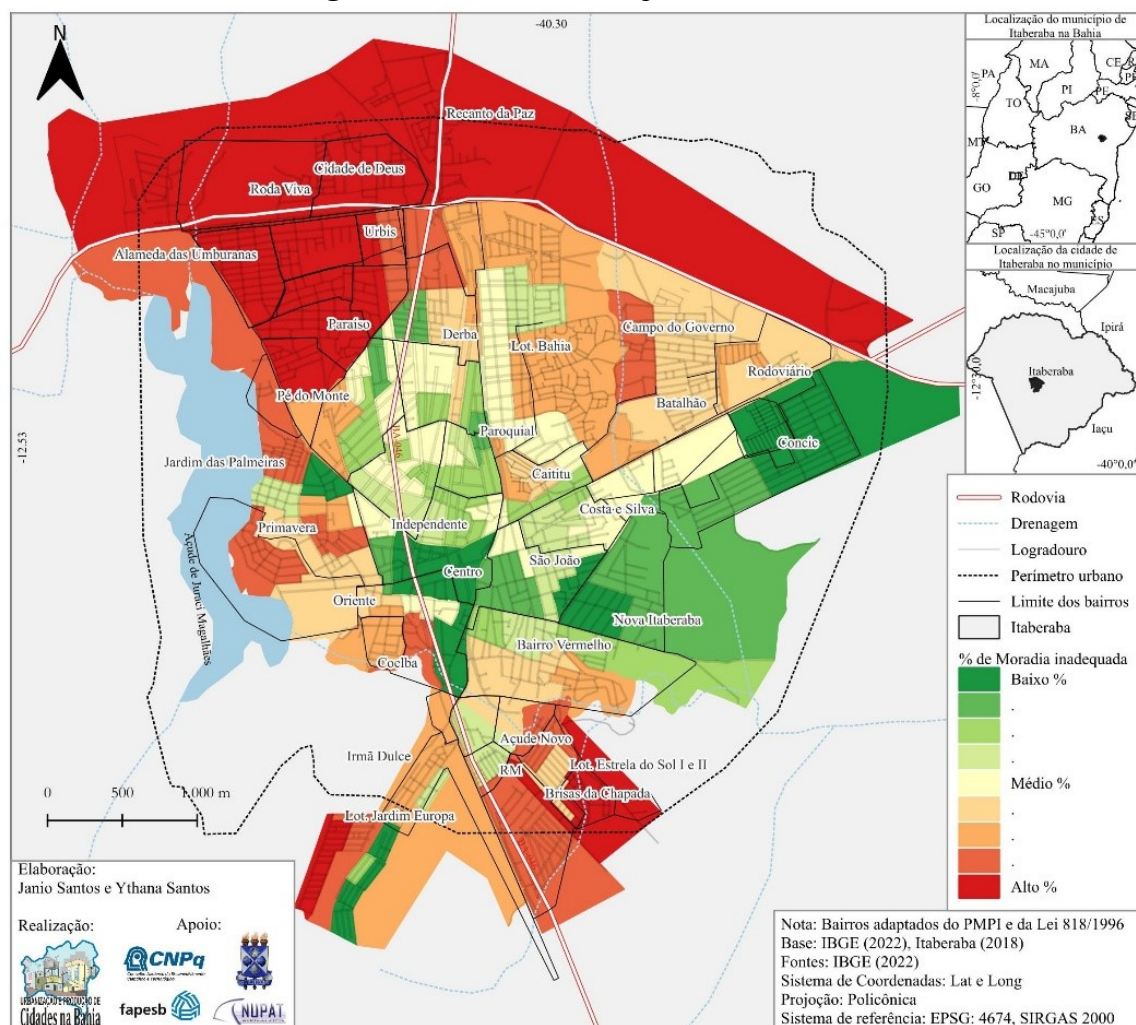 -40.30
-12.53
N
Recanto da Paz
Cidade de Deus
Roda Viva
Urbis
Alameda das Umburanas
Paraíso
Derba
Lot. Bahia
Campo do Governo
Rodoviário
Pé do Monte
Batalhão
Paroquial
Concic
BA 046
Jardim das Palmeiras
Caititu
Costa e Silva
Primavera
Independente
São João
Centro
Açude de Juraci Magalhães
Oriente
Nova Itaberaba
Bairro Vermelho
Coelba
Açude Novo
Irmã Dulce
Lot. Estrela do Sol I e II
RM
Brisas da Chapada
Lot. Jardim Europa
0 500 1.000 m
Localização do município de
Itaberaba na Bahia
-8°0,0'
PA
MA
CE
PI
PE
TO
BA
GO
MG
ES
SP
-45°0,0'
Localização da cidade de
Itaberaba no município
Macajuba
Ipirá
Itaberaba
-12°30,0'
Iaçu
-40°0,0'
Rodovia
Drenagem
Logradouro
Perímetro urbano
Limite dos bairros
Itaberaba
% de Moradia inadequada
Baixo %
.
.
.
Médio %
.
.
.
Alto %
Elaboração:
Janio Santos e Ythana Santos
Realização: Apoio:
URBANIZAÇÃO E PRODUÇÃO DE
Cidades na Bahia
CNPq
fapesb
NUPAT
Nota: Bairros adaptados do PMPI e da Lei 818/1996
Base: IBGE (2022), Itaberaba (2018)
Fontes: IBGE (2022)
Sistema de Coordenadas: Lat e Long
Projeção: Policônica
Sistema de referência: EPSG: 4674, SIRGAS 2000